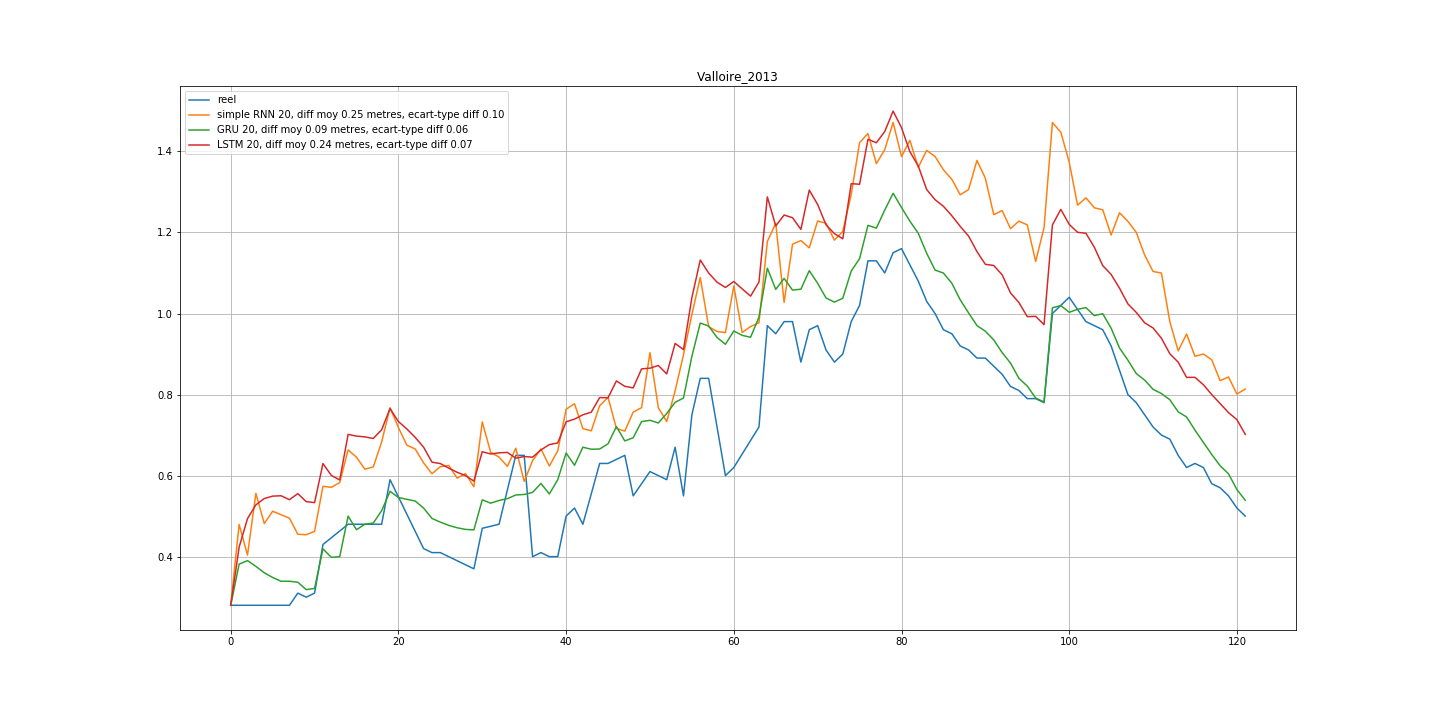 Valloire_2013
reel
simple RNN 20, diff moy 0.25 metres, ecart-type diff 0.10
GRU 20, diff moy 0.09 metres, ecart-type diff 0.06
LSTM 20, diff moy 0.24 metres, ecart-type diff 0.07
1.4
1.2
1.0
0.8
0.6
0.4
0 20 40 60 80 100 120